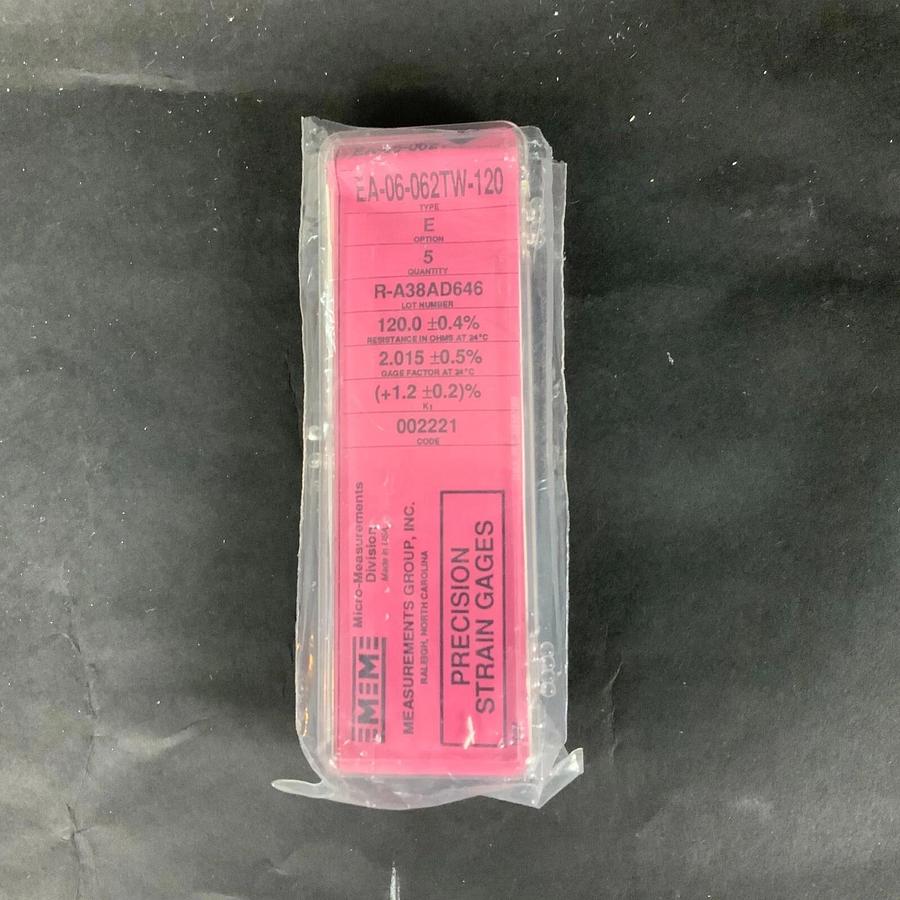 EA-06-062TW-120
TYPE
E
OPTION
5
QUANTITY
R-A38AD646
LOT NUMBER
120.0 ±0.4%
RESISTANCE IN OHMS AT 24°C
2.015 ±0.5%
GAGE FACTOR AT 24°C
(+1.2 ±0.2)%
Kt
002221
CODE
Micro-Measurements
Division
Made in USA
MEASUREMENTS GROUP, INC.
RALEIGH, NORTH CAROLINA
PRECISION
STRAIN GAGES